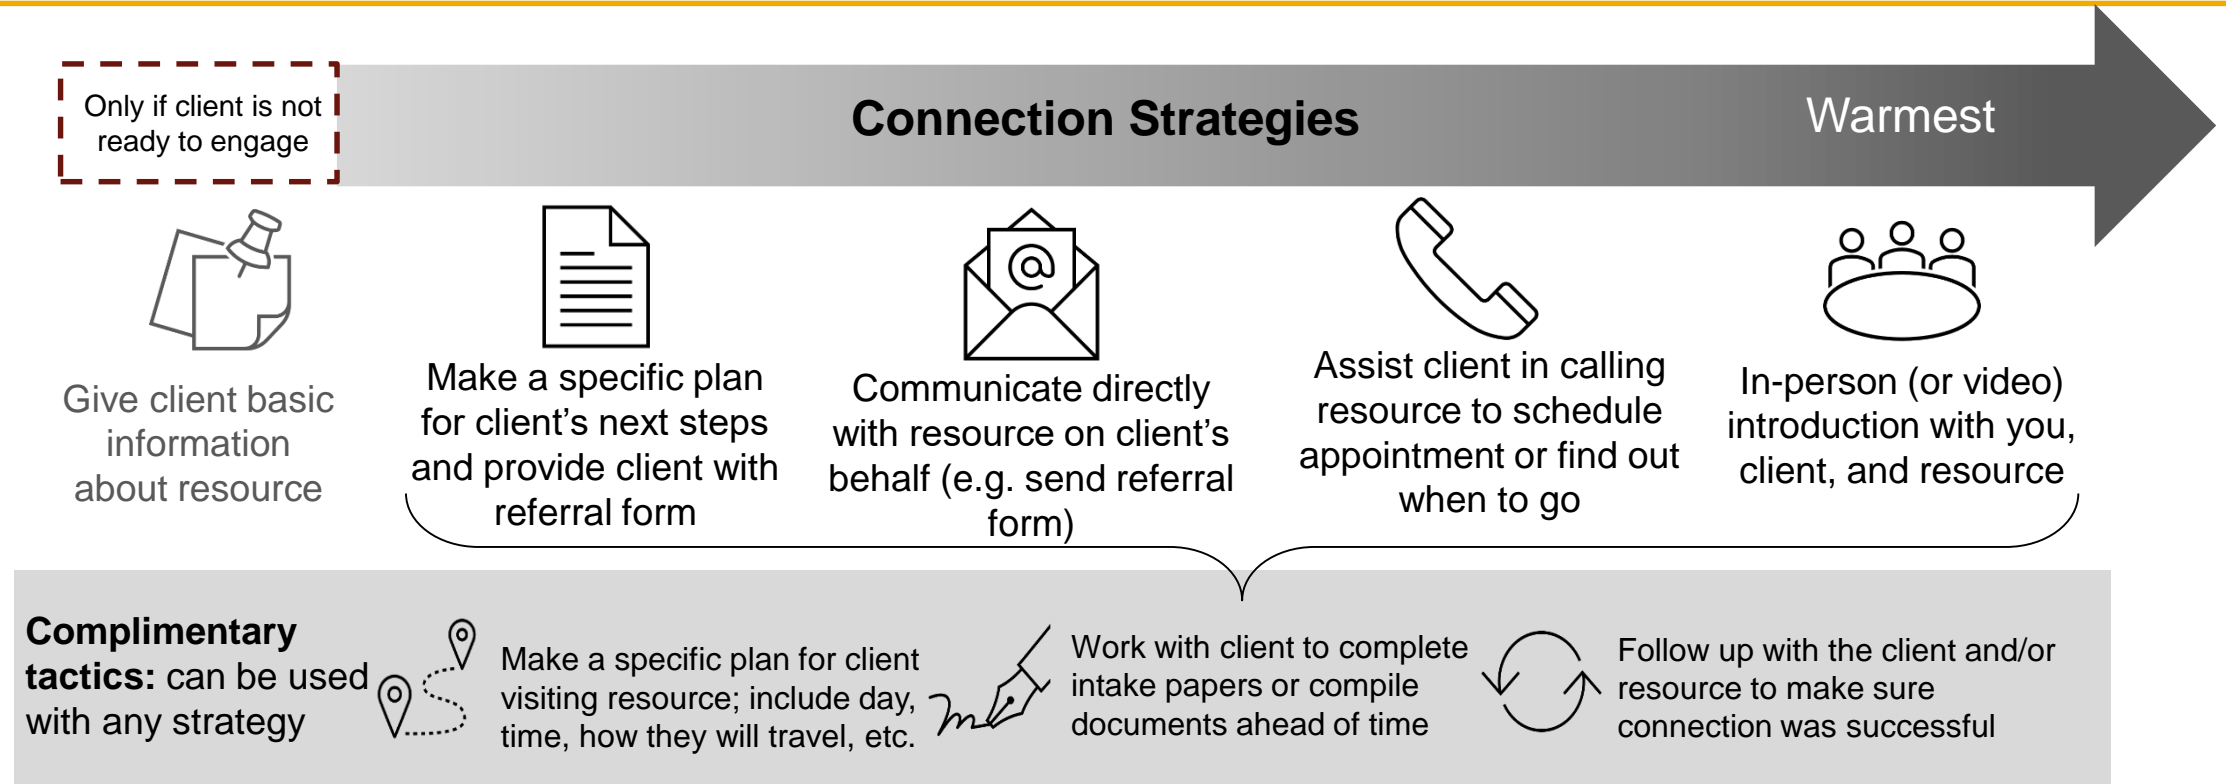 Only if client is not
ready to engage
Connection Strategies
Warmest
Give client basic
information
about resource
Make a specific plan
for client’s next steps
and provide client with
referral form
Communicate directly
with resource on client’s
behalf (e.g. send referral
form)
Assist client in calling
resource to schedule
appointment or find out
when to go
In-person (or video)
introduction with you,
client, and resource
Complimentary
tactics: can be used
with any strategy
Make a specific plan for client
visiting resource; include day,
time, how they will travel, etc.
Work with client to complete
intake papers or compile
documents ahead of time
Follow up with the client and/or
resource to make sure
connection was successful